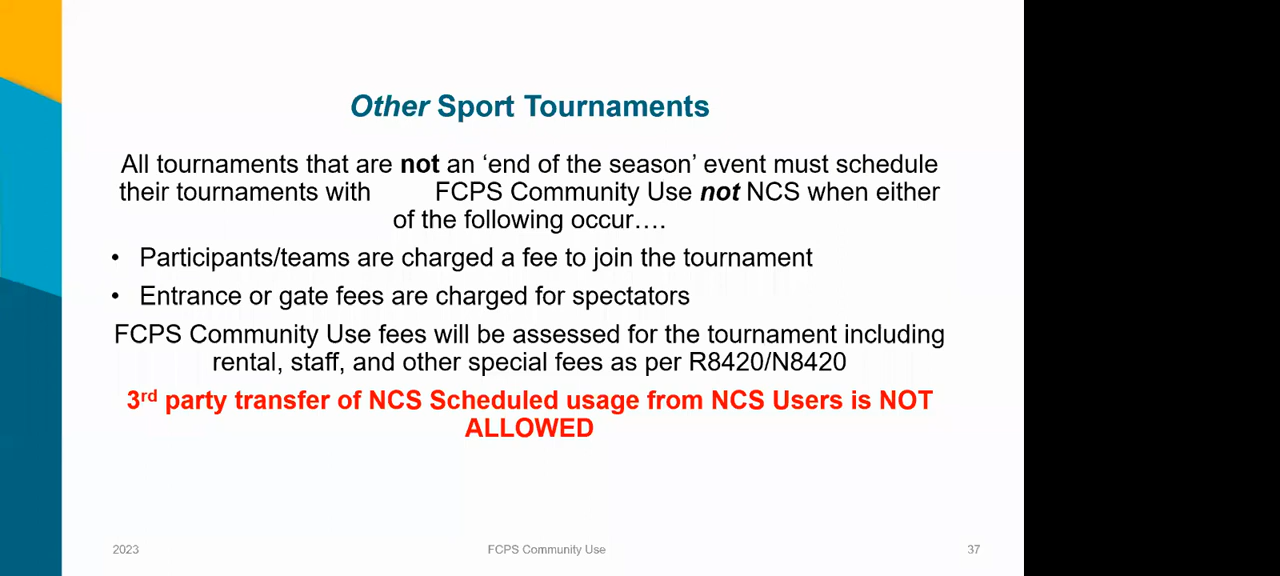 Other Sport Tournaments
All tournaments that are not an ‘end of the season’ event must schedule
their tournaments with FCPS Community Use not NCS when either
of the following occur….
• Participants/teams are charged a fee to join the tournament
• Entrance or gate fees are charged for spectators
FCPS Community Use fees will be assessed for the tournament including
rental, staff, and other special fees as per R8420/N8420
3rd party transfer of NCS Scheduled usage from NCS Users is NOT
ALLOWED
2023 FCPS Community Use 37